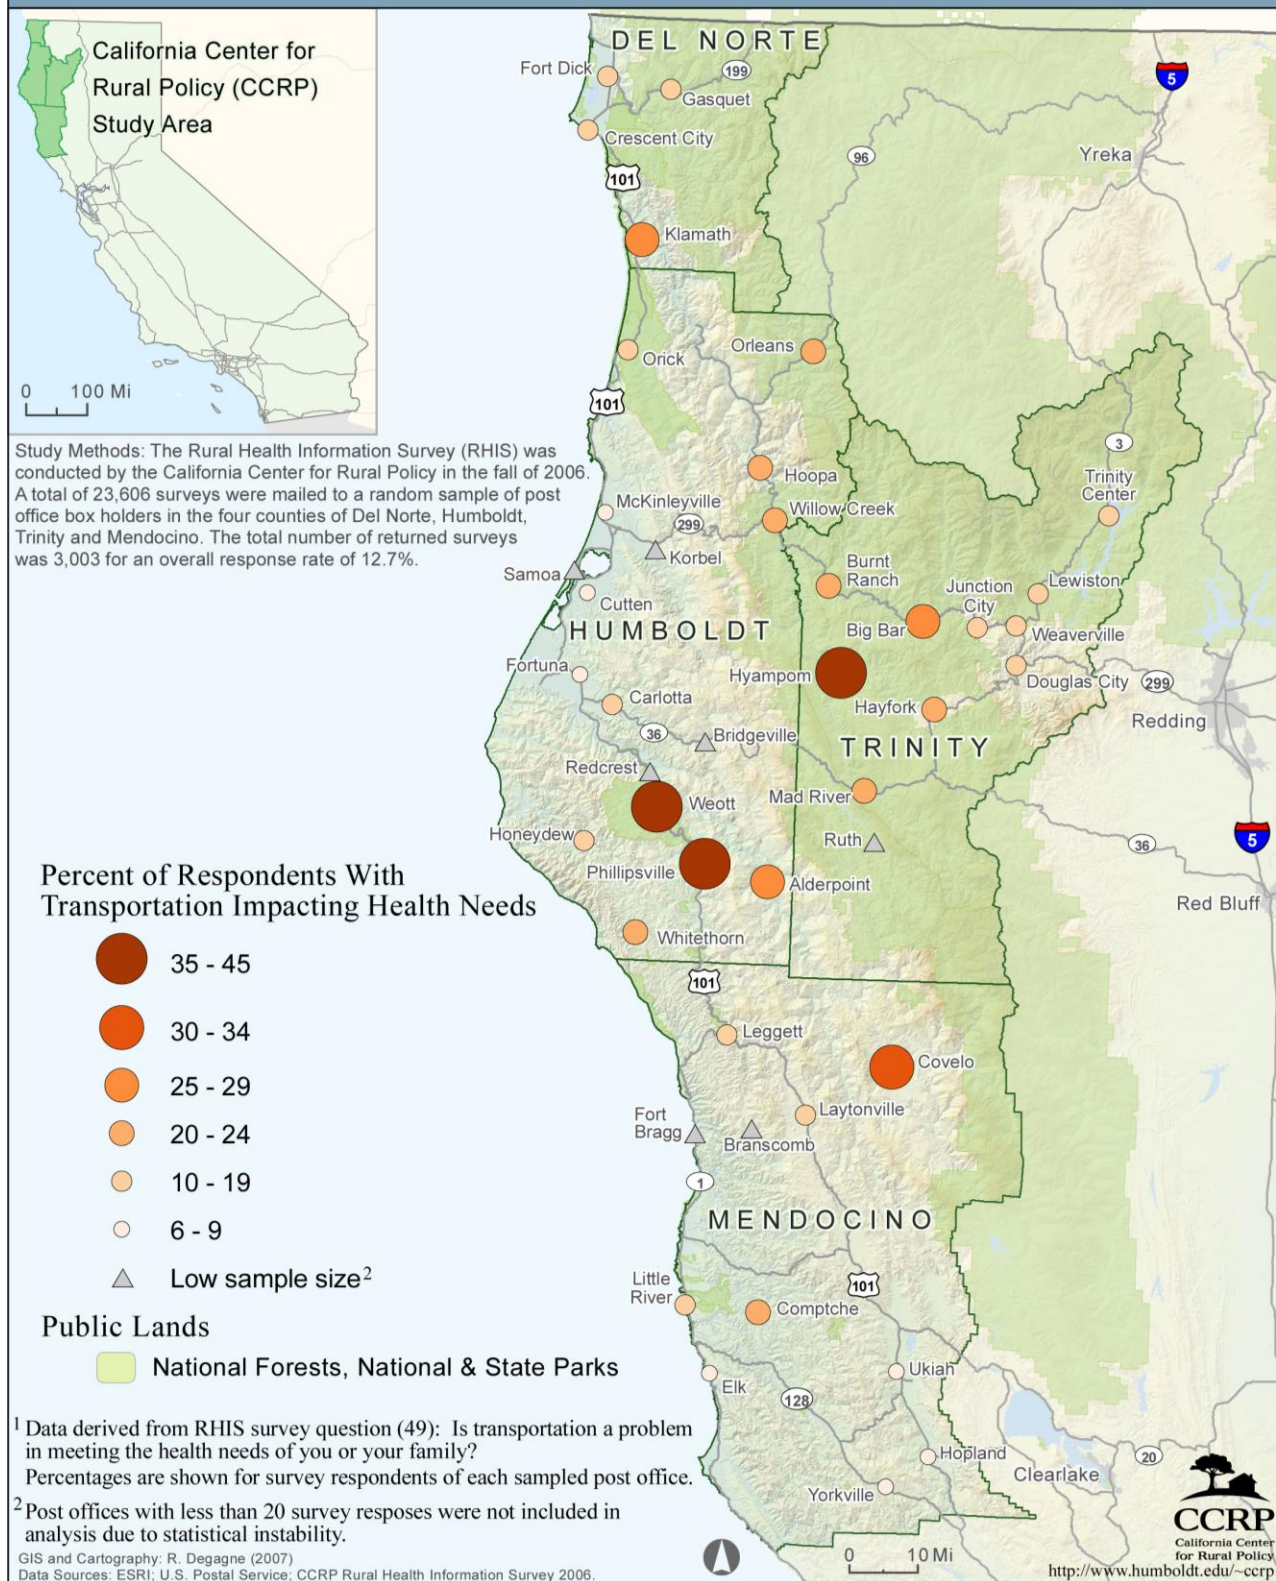 California Center for
Rural Policy (CCRP)
Study Area
0 100 Mi
Study Methods: The Rural Health Information Survey (RHIS) was
conducted by the California Center for Rural Policy in the fall of 2006.
A total of 23,606 surveys were mailed to a random sample of post
office box holders in the four counties of Del Norte, Humboldt,
Trinity and Mendocino. The total number of returned surveys
was 3,003 for an overall response rate of 12.7%.
DEL NORTE
Fort Dick
199
Gasquet
5
Crescent City
96
Yreka
101
Klamath
Orick
Orleans
101
3
Hoopa
Trinity
Center
McKinleyville
299
Willow Creek
Korbel
Samoa
Burnt
Ranch
Junction
City
Lewiston
Cutten
HUMBOLDT
Big Bar
Weaverville
Fortuna
Hyampom
Douglas City
299
Carlotta
Hayfork
Redding
36
Bridgeville
TRINITY
Redcrest
Weott
Mad River
Honeydew
Ruth
36
5
Phillipsville
Alderpoint
Red Bluff
Whitethorn
101
Leggett
Covelo
Laytonville
Fort
Bragg
Branscomb
1
MENDOCINO
Little
River
101
Comptche
Ukiah
Elk
128
Hopland
20
Clearlake
Yorkville
Percent of Respondents With
Transportation Impacting Health Needs
35 - 45
30 - 34
25 - 29
20 - 24
10 - 19
6 - 9
Low sample size2
Public Lands
National Forests, National & State Parks
1 Data derived from RHIS survey question (49): Is transportation a problem
in meeting the health needs of you or your family?
Percentages are shown for survey respondents of each sampled post office.
2 Post offices with less than 20 survey resposes were not included in
analysis due to statistical instability.
GIS and Cartography: R. Degagne (2007)
Data Sources: ESRI; U.S. Postal Service; CCRP Rural Health Information Survey 2006.
0 10 Mi
CCRP
California Center
for Rural Policy
http://www.humboldt.edu/~ccrp